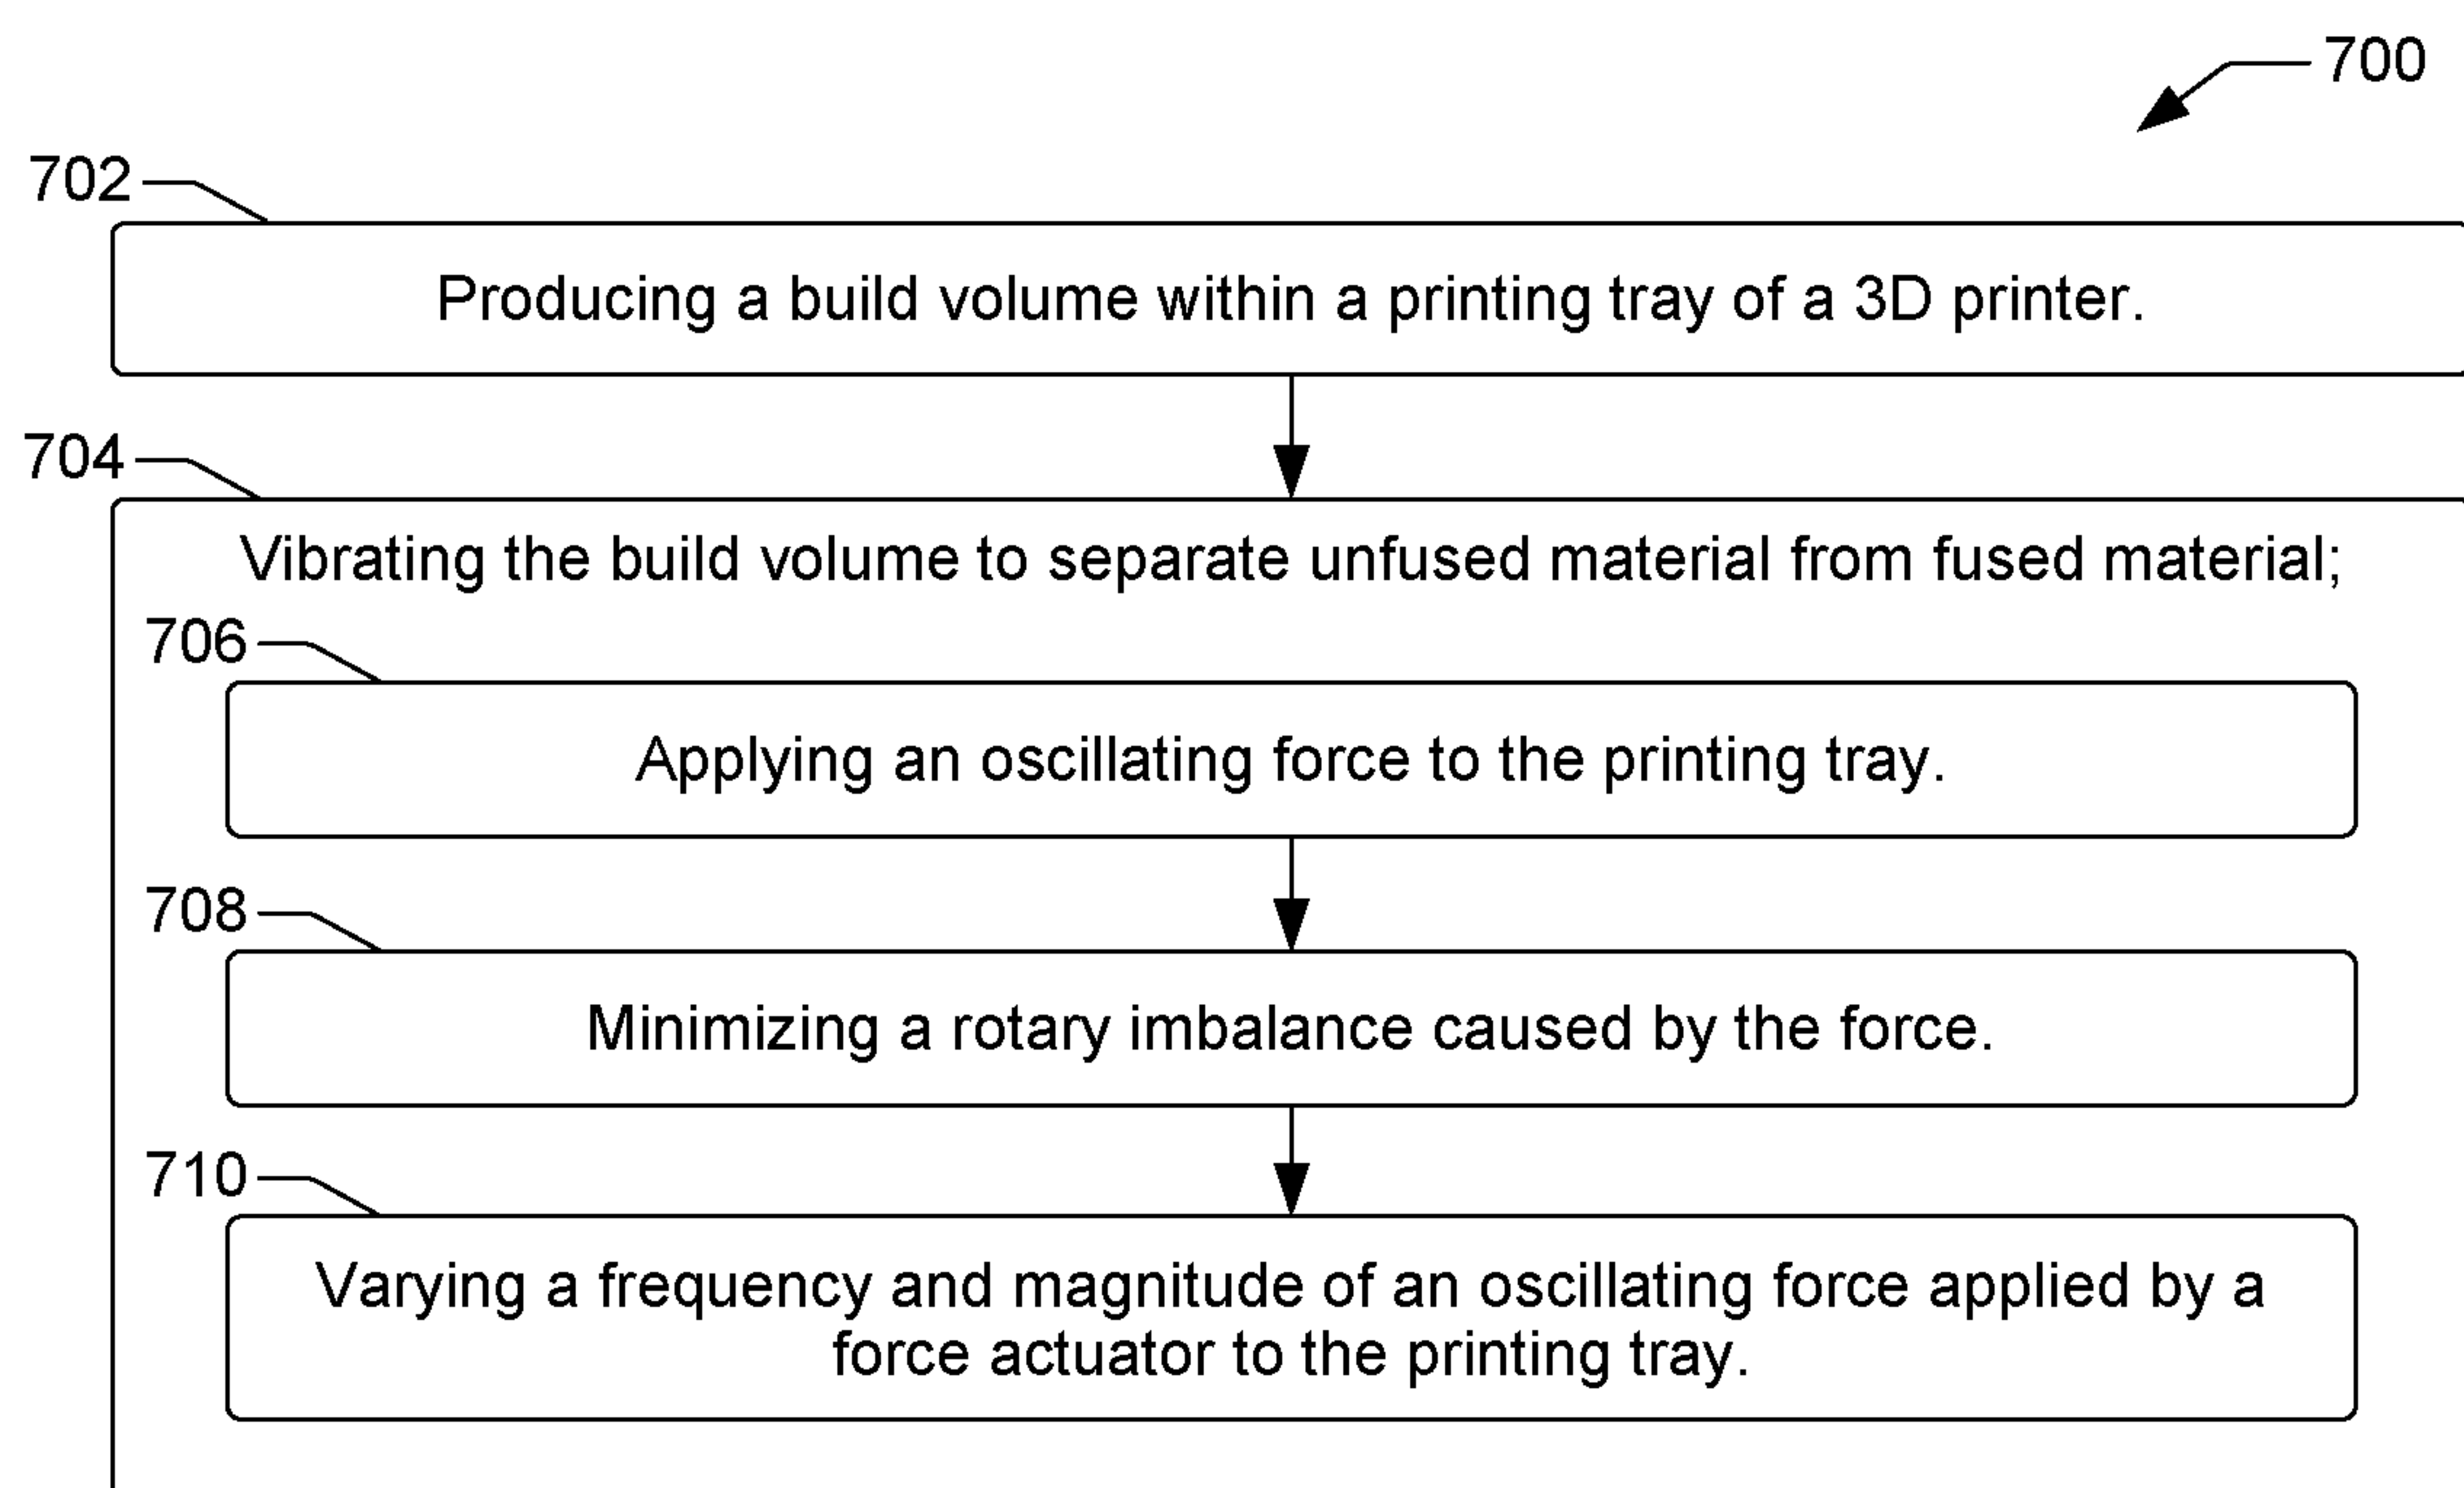 700
702
Producing a build volume within a printing tray of a 3D printer.
704
Vibrating the build volume to separate unfused material from fused material;
706
Applying an oscillating force to the printing tray.
708
Minimizing a rotary imbalance caused by the force.
710
Varying a frequency and magnitude of an oscillating force applied by a
force actuator to the printing tray.